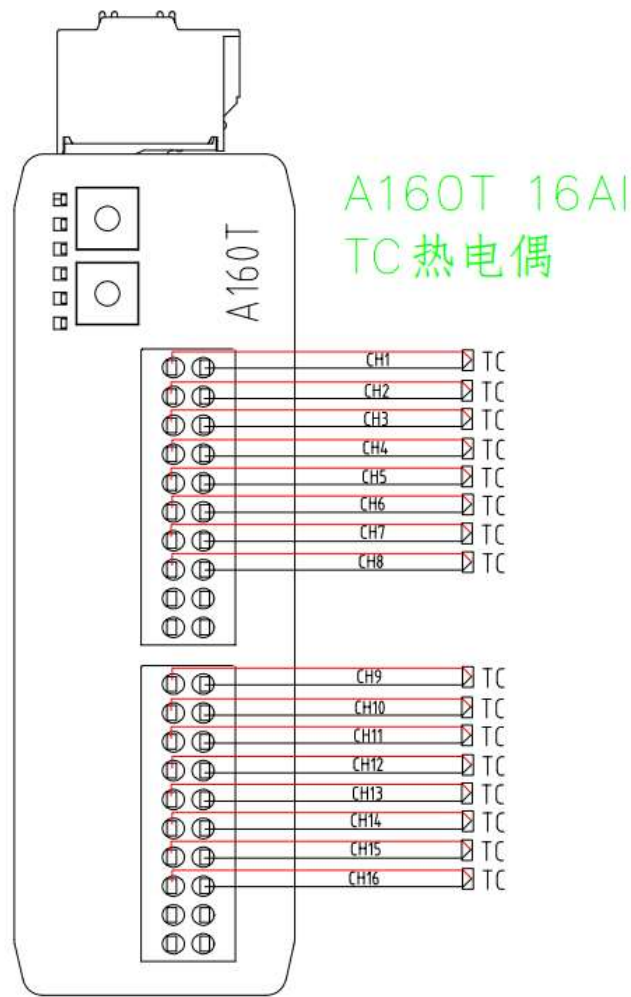 A160T 16AI
TC热电偶
A160T
CH1 TC
CH2 TC
CH3 TC
CH4 TC
CH5 TC
CH6 TC
CH7 TC
CH8 TC
CH9 TC
CH10 TC
CH11 TC
CH12 TC
CH13 TC
CH14 TC
CH15 TC
CH16 TC